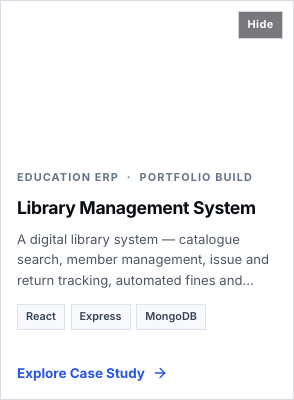 Hide
EDUCATION ERP · PORTFOLIO BUILD
Library Management System
A digital library system — catalogue
search, member management, issue and
return tracking, automated fines and...
React Express MongoDB
Explore Case Study →